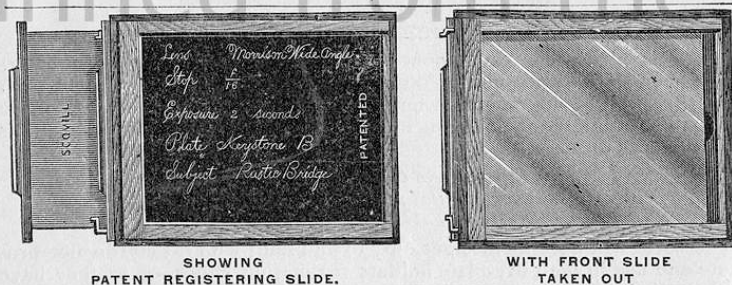 Lens Morrison Wide Angle.
Stop f/16
Exposure 2 seconds
Plate Keystone B
Subject Rustic Bridge
PATENTED
SCOVILL
SHOWING
PATENT REGISTERING SLIDE.
WITH FRONT SLIDE
TAKEN OUT